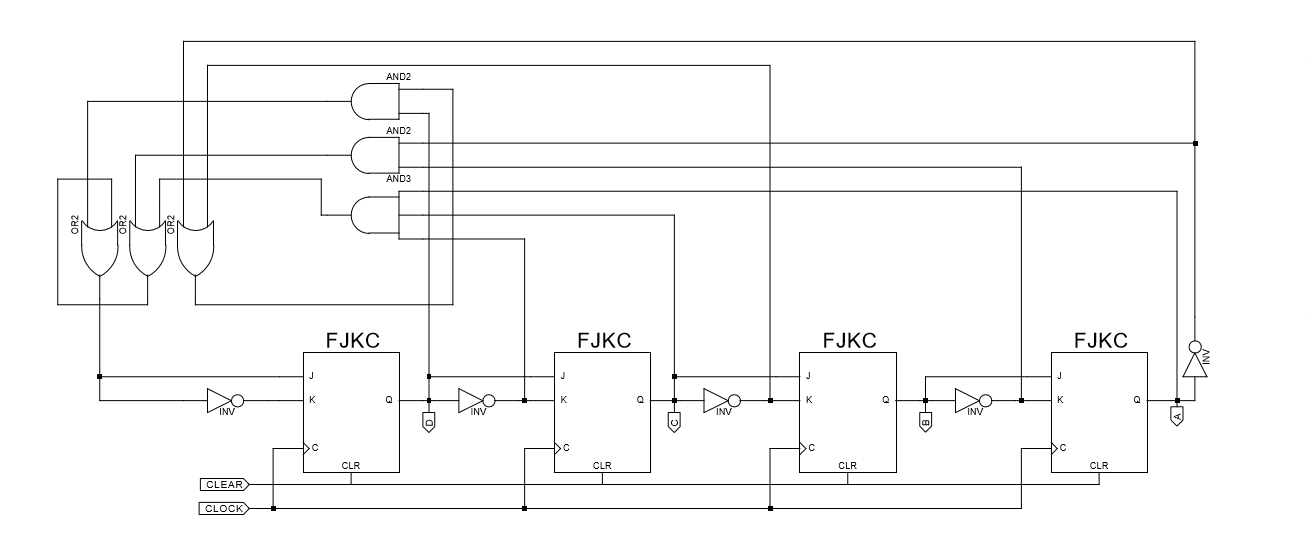 AND2
AND2
AND3
OR2
OR2
OR2
FJKC
FJKC
FJKC
FJKC
INV
J
J
J
J
INV
K
Q
INV
K
Q
INV
K
Q
INV
K
Q
D
C
B
A
C
C
C
C
CLR
CLR
CLR
CLR
CLEAR
CLOCK